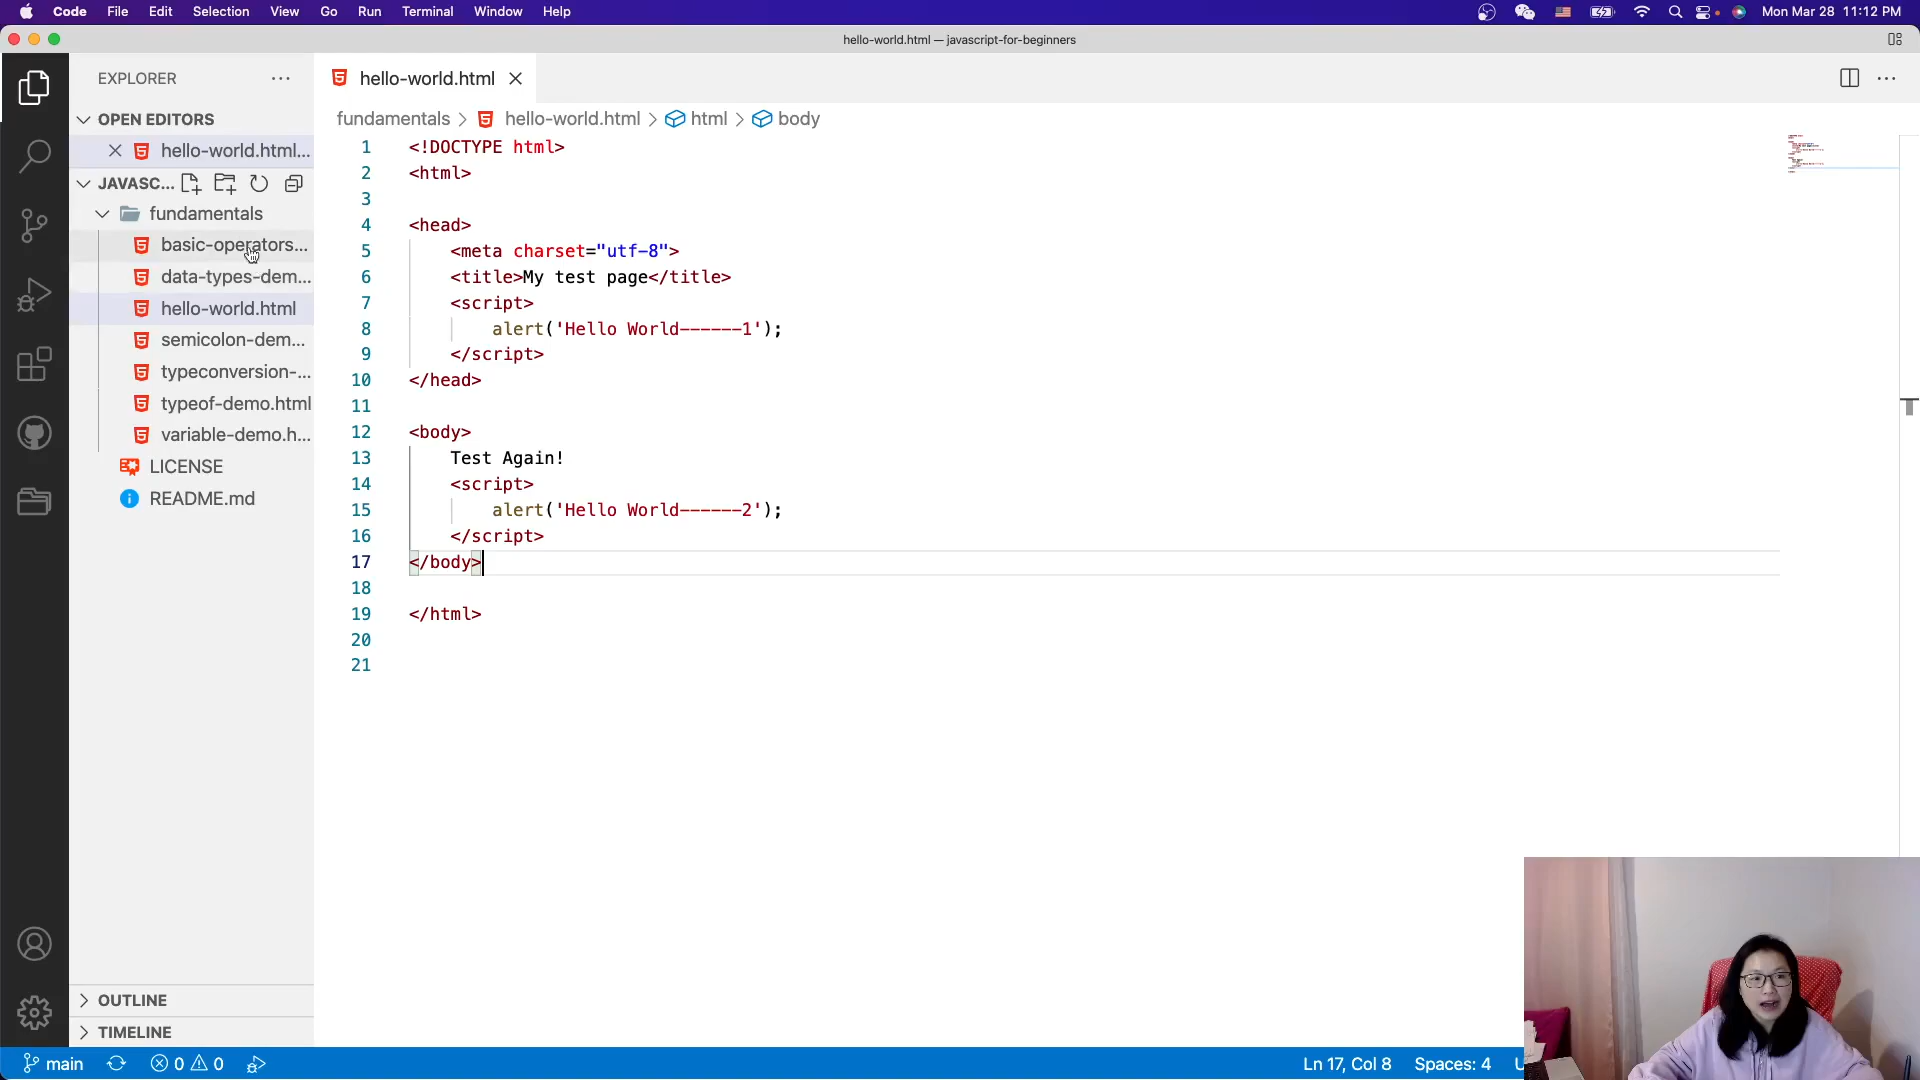 Code File Edit Selection View Go Run Terminal Window Help Mon Mar 28 11:12 PM
hello-world.html — javascript-for-beginners
EXPLORER
hello-world.html
OPEN EDITORS
hello-world.html...
JAVASC...
fundamentals
basic-operators...
data-types-dem...
hello-world.html
semicolon-dem...
typeconversion-...
typeof-demo.html
variable-demo.h...
LICENSE
README.md
OUTLINE
TIMELINE
fundamentals > hello-world.html > html > body
1 <!DOCTYPE html>
2 <html>
3
4 <head>
5 <meta charset="utf-8">
6 <title>My test page</title>
7 <script>
8 alert('Hello World------1');
9 </script>
10 </head>
11
12 <body>
13 Test Again!
14 <script>
15 alert('Hello World------2');
16 </script>
17 </body>
18
19 </html>
20
21
main 0 0 Ln 17, Col 8 Spaces: 4